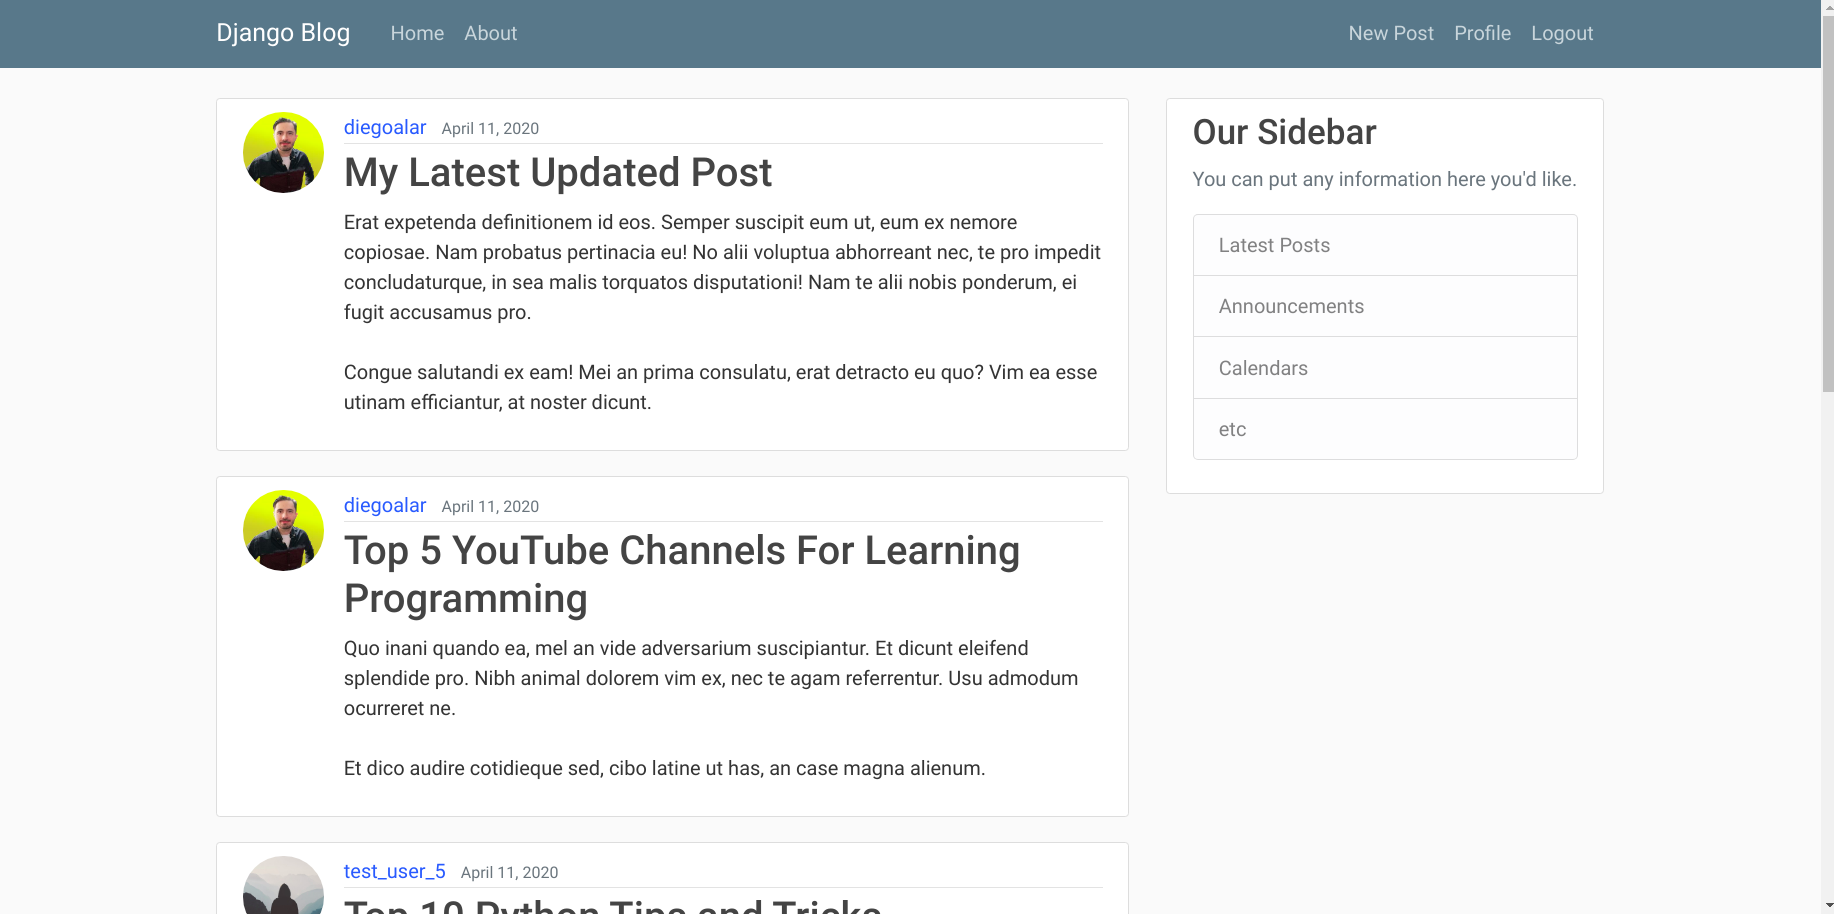 Django Blog Home About New Post Profile Logout
diegoalar April 11, 2020
My Latest Updated Post
Erat expetenda definitionem id eos. Semper suscipit eum ut, eum ex nemore
copiosae. Nam probatus pertinacia eu! No alii voluptua abhorreant nec, te pro impedit
concludaturque, in sea malis torquatos disputationi! Nam te alii nobis ponderum, ei
fugit accusamus pro.
Congue salutandi ex eam! Mei an prima consulatu, erat detracto eu quo? Vim ea esse
utinam efficiantur, at noster dicunt.
diegoalar April 11, 2020
Top 5 YouTube Channels For Learning
Programming
Quo inani quando ea, mel an vide adversarium suscipiantur. Et dicunt eleifend
splendide pro. Nibh animal dolorem vim ex, nec te agam referrentur. Usu admodum
ocurreret ne.
Et dico audire cotidieque sed, cibo latine ut has, an case magna alienum.
test_user_5 April 11, 2020
Top 10 Python Tips and Tricks
Our Sidebar
You can put any information here you'd like.
Latest Posts
Announcements
Calendars
etc